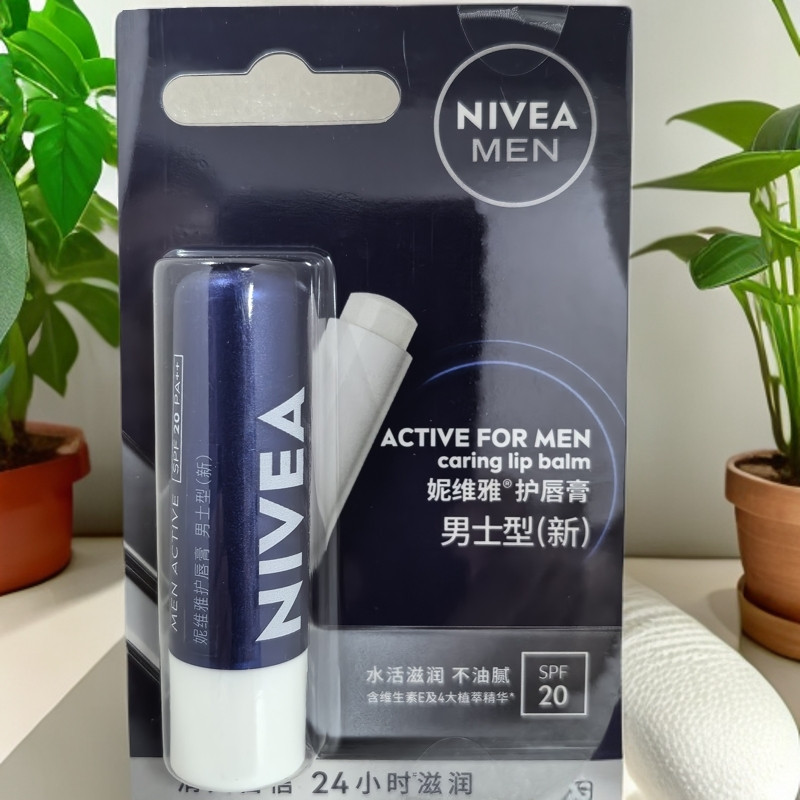 NIVEA
MEN
ACTIVE FOR MEN
caring lip balm
妮维雅®护唇膏
男士型(新)
水活滋润 不油腻
含维生素E及4大植萃精华*
SPF
20
24小时滋润
NIVEA
MEN ACTIVE SPF 20 PA++
妮维雅护唇膏 男士型(新)